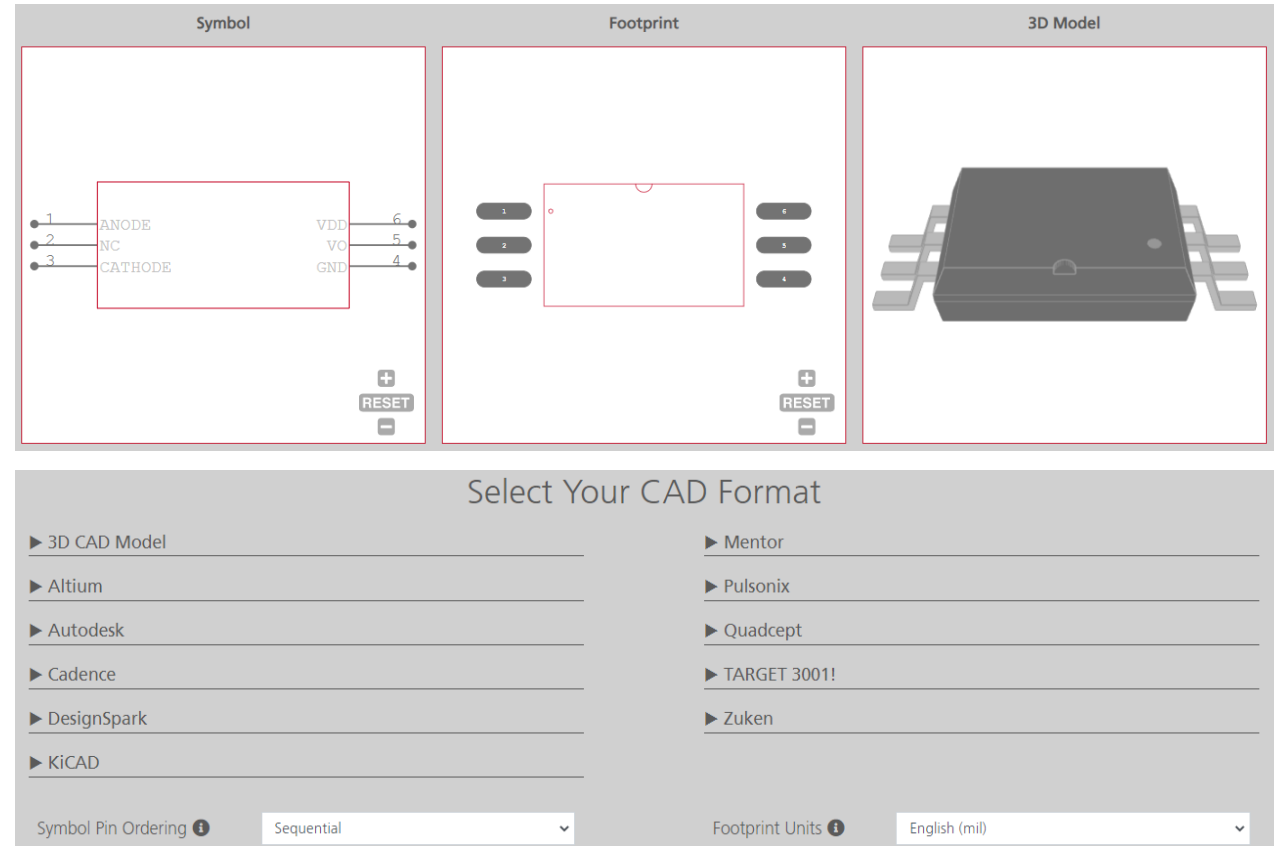 Symbol
Footprint
3D Model
1 ANODE
2 NC
3 CATHODE
VDD 6
VO 5
GND 4
RESET
1
2
3
6
5
4
RESET
Select Your CAD Format
3D CAD Model
Altium
Autodesk
Cadence
DesignSpark
KiCAD
Mentor
Pulsonix
Quadcept
TARGET 3001!
Zuken
Symbol Pin Ordering
Sequential
Footprint Units
English (mil)